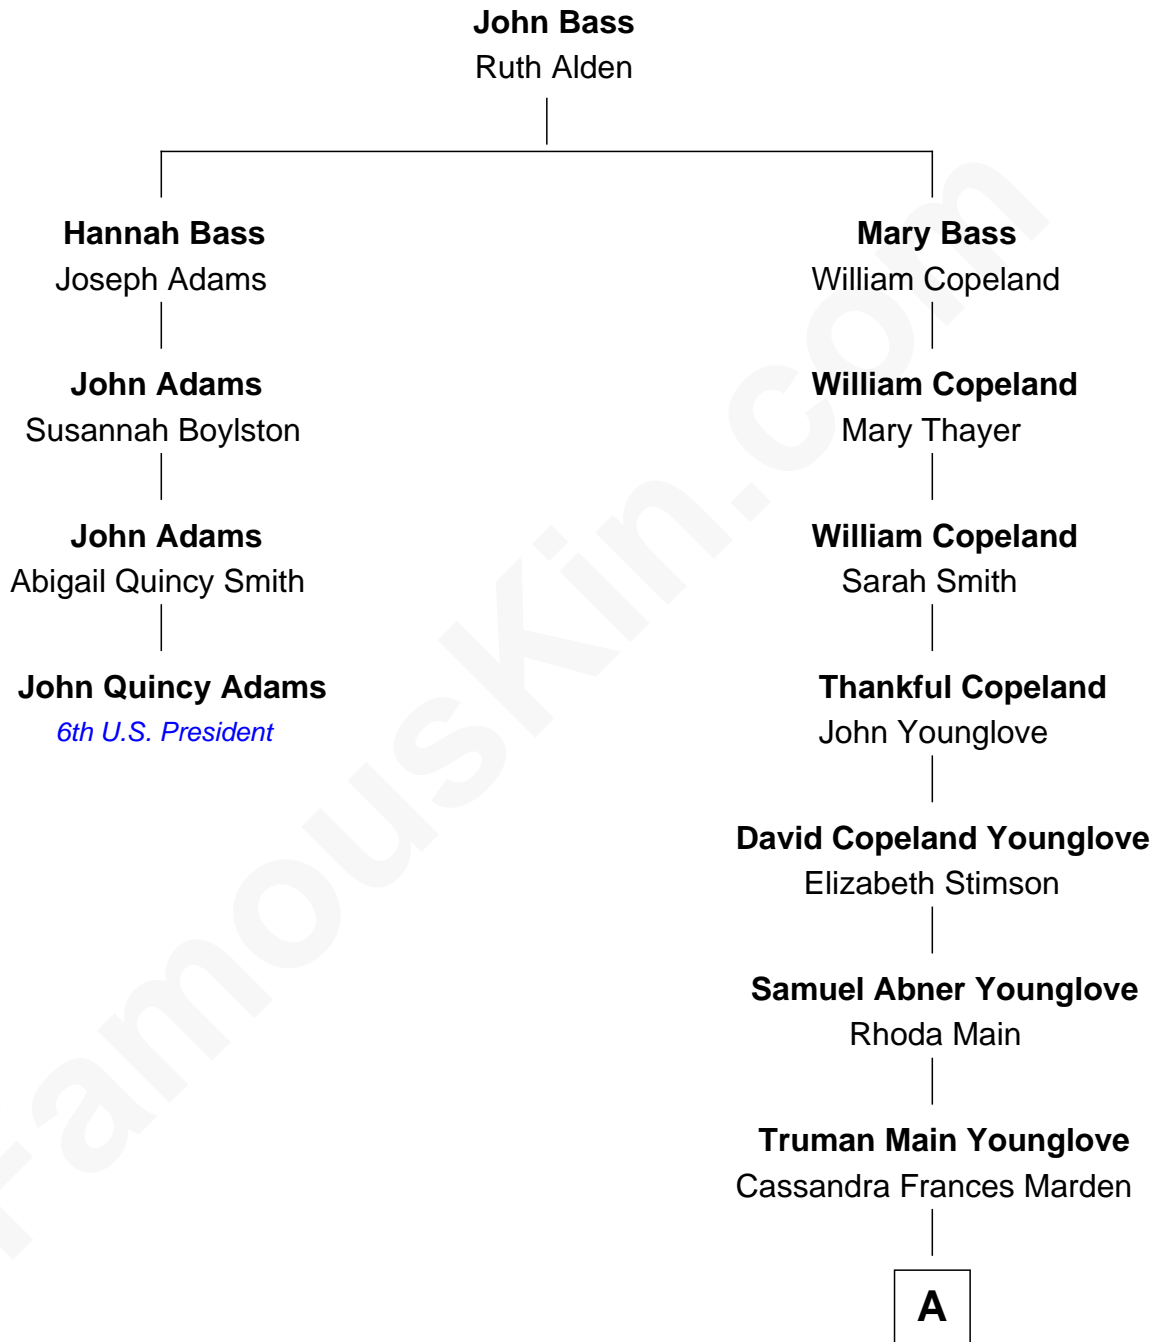 John Bass
Ruth Alden
Hannah Bass
Joseph Adams
Mary Bass
William Copeland
John Adams
Susannah Boylston
William Copeland
Mary Thayer
John Adams
Abigail Quincy Smith
William Copeland
Sarah Smith
John Quincy Adams
6th U.S. President
Thankful Copeland
John Younglove
David Copeland Younglove
Elizabeth Stimson
Samuel Abner Younglove
Rhoda Main
Truman Main Younglove
Cassandra Frances Marden
A
FamousKin.com